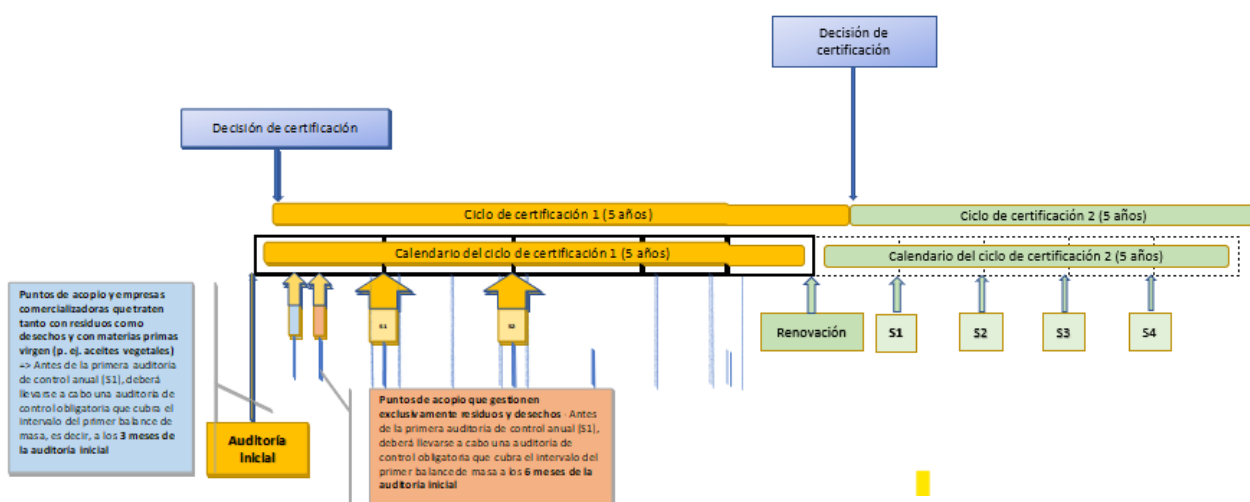 Decisión de
certificación
Decisión de certificación
Ciclo de certificación 1 (5 años)
Ciclo de certificación 2 (5 años)
Calendario del ciclo de certificación 1 (5 años)
Calendario del ciclo de certificación 2 (5 años)
Puntos de acopio y empresas
comercializadoras que traten
tanto con residuos como
desechos y con materias primas
virgen (p. ej. aceites vegetales)
=> Antes de la primera auditoría
de control anual (S1), deberá
llevarse a cabo una auditoría de
control obligatoria que cubra el
intervalo del primer balance de
masa, es decir, a los 3 meses de
la auditoría inicial
S1
S2
Renovación
S1
S2
S3
S4
Auditoría
Inicial
Puntos de acopio que gestionen
exclusivamente residuos y desechos - Antes
de la primera auditoría de control anual (S1),
deberá llevarse a cabo una auditoría de
control obligatoria que cubra el intervalo del
primer balance de masa a los 6 meses de la
auditoría inicial